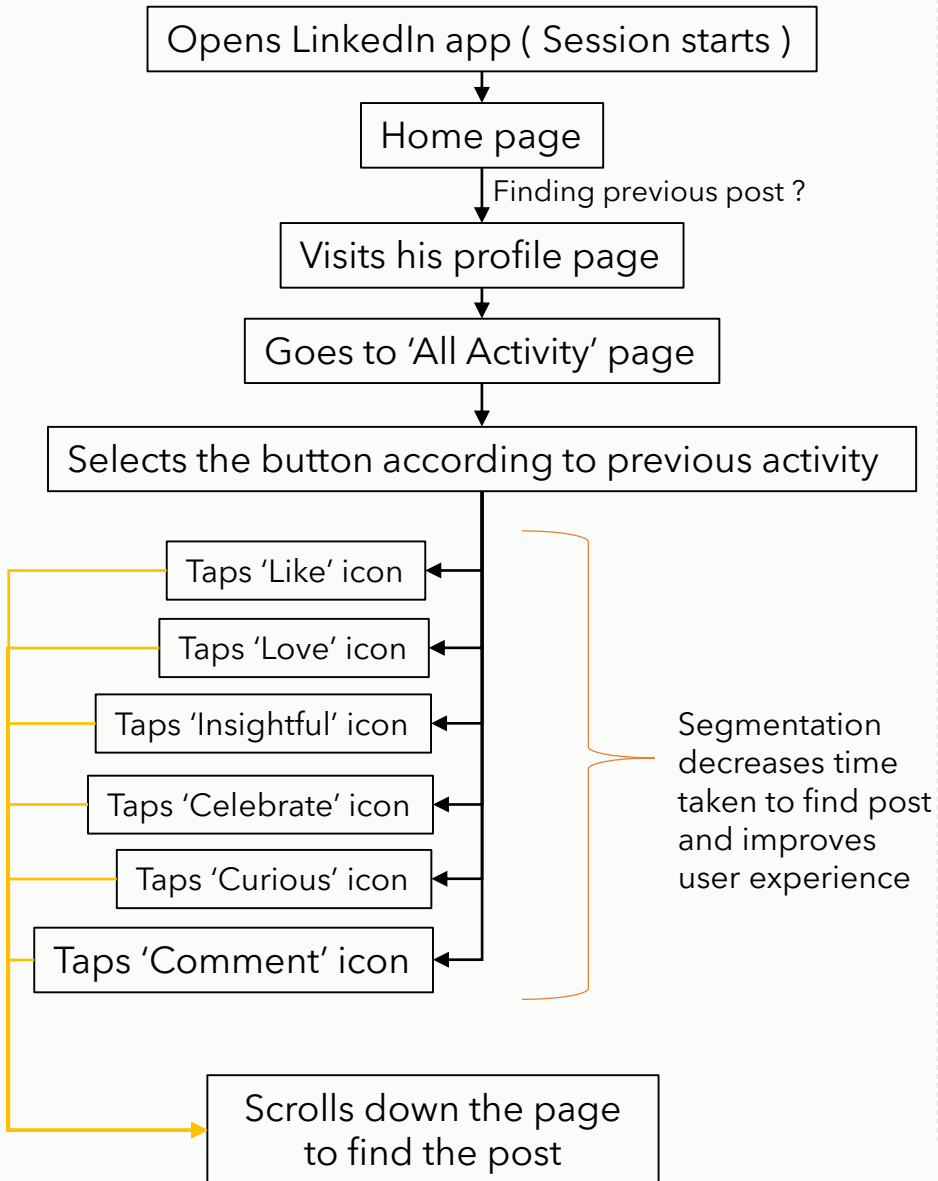 Opens LinkedIn app ( Session starts )
Home page
Finding previous post ?
Visits his profile page
Goes to ‘All Activity’ page
Selects the button according to previous activity
Taps ‘Like’ icon
Taps ‘Love’ icon
Taps ‘Insightful’ icon
Taps ‘Celebrate’ icon
Taps ‘Curious’ icon
Taps ‘Comment’ icon
Segmentation
decreases time
taken to find post
and improves
user experience
Scrolls down the page
to find the post